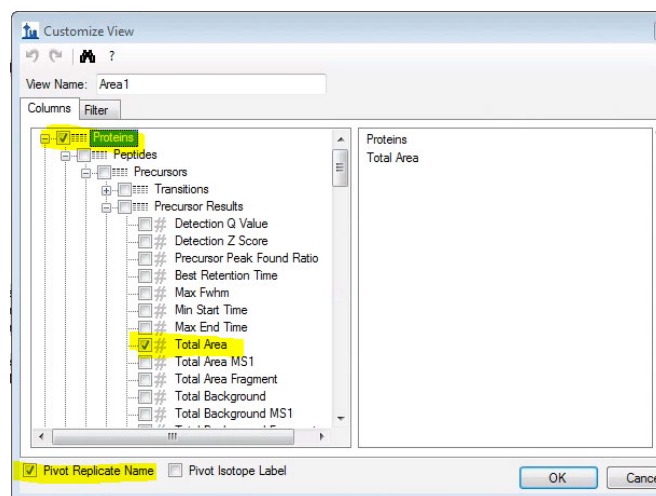 Customize View
?
View Name: Area1
Columns Filter
Proteins
Peptides
Precursors
Transitions
Precursor Results
# Detection Q Value
# Detection Z Score
# Precursor Peak Found Ratio
# Best Retention Time
# Max Fwhm
# Min Start Time
# Max End Time
# Total Area
# Total Area MS1
# Total Area Fragment
# Total Background
# Total Background MS1
Proteins
Total Area
Pivot Replicate Name Pivot Isotope Label
OK Cance